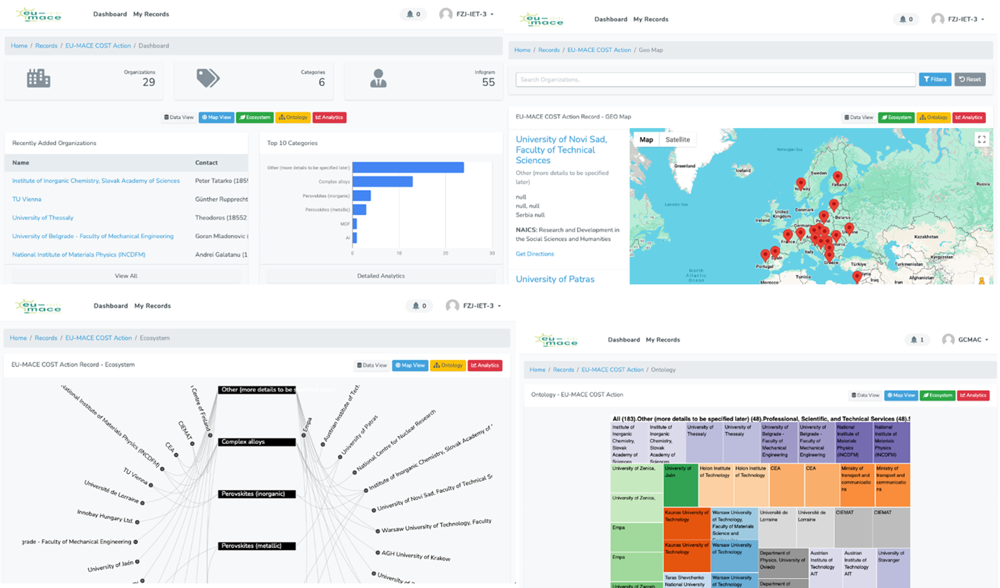 eu-mace
Dashboard My Records
0 FZJ-IET-3
Home / Records / EU-MACE COST Action / Dashboard
Organizations
29
Categories
6
Infogram
55
Data View Map View Ecosystem Ontology Analytics
Recently Added Organizations
Name Contact
Institute of Inorganic Chemistry, Slovak Academy of Sciences Peter Tatarko (185
TU Vienna Günther Rupprecht
University of Thessaly Theodoros (18552
University of Belgrade - Faculty of Mechanical Engineering Goran Mladenovic (
National Institute of Materials Physics (INCDFM) Andrei Galatanu (1
View All
Top 10 Categories
Other (more details to be specified later)
Complex alloys
Perovskites (inorganic)
Perovskites (metallic)
MOF
AI
0 10 20 30
Detailed Analytics
eu-mace
Dashboard My Records
0 FZJ-IET-3
Home / Records / EU-MACE COST Action / Geo Map
Search Organizations..
Filters Reset
EU-MACE COST Action Record - GEO Map
Data View Ecosystem Ontology Analytics
University of Novi Sad,
Faculty of Technical
Sciences
Other (more details to be specified
later)
null
null, null
Serbia null
NAICS: Research and Development in
the Social Sciences and Humanities
Get Directions
University of Patras
Map Satellite
Greenland
Iceland
Norwegian Sea
Sweden
Finland
Norway
Russia
Labrador Sea
United
Kingdom
Denmark
Ireland
Poland
Belarus
Germany
Ukraine
France
Romania
Kazakhstan
Italy
Spain
Portugal
Greece
Türkiye
Kyrgyzstan
Turkmenistan
North
Atlantic
Ocean
Morocco
Tunisia
Syria
Iraq
Iran
Afghanistan
eu-mace
Dashboard My Records
0 FZJ-IET-3
Home / Records / EU-MACE COST Action / Ecosystem
EU-MACE COST Action Record - Ecosystem
Data View Map View Ontology Analytics
Other (more details to be specified later)
Complex alloys
Perovskites (inorganic)
Perovskites (metallic)
Centre of Finland
CIEMAT
CEA
National Institute of Materials Physics (INCDFM)
TU Vienna
Université de Lorraine
Innobay Hungary Ltd.
grade - Faculty of Mechanical Engineering
University of Jaén
Empa
Austrian Institute of Tec
University of Patras
National Centre for Nuclear Research
Institute of Inorganic Chemistry, Slovak Academy of
University of Novi Sad, Faculty of Technical S
Warsaw University of Technology, Faculty
AGH University of Krakow
University of Stavanger
eu-mace
Dashboard My Records
1 GCMAC
Home / Records / EU-MACE COST Action / Ontology
Ontology - EU-MACE COST Action
Data View Map View Ecosystem Analytics
All (183).Other (more details to be specified later) (48).Professional, Scientific, and Technical Services (48).S
Institute of Inorganic Chemistry, Slovak Academy of Sciences
Institute of Inorganic Chemistry, Slovak Academy of Sciences
University of Thessaly
University of Thessaly
University of Belgrade - Faculty of Mechanical Engineering
University of Belgrade - Faculty of Mechanical Engineering
National Institute of Materials Physics (INCDFM)
National Institute of Materials Physics (INCDFM)
University of Zenica,
University of Jaén
Holon Institute of Technology
Holon Institute of Technology
CEA
CEA
Ministry of transport and communications
Ministry of transport and communications
University of Zenica,
Empa
Kaunas University of Technology
Warsaw University of Technology, Faculty of Materials Science and Engineering
Université de Lorraine
Université de Lorraine
CIEMAT
CIEMAT
Kaunas University of Technology
Warsaw University of Technology
Empa
Department of Physics, University of Oviedo
Austrian Institute of Technology AIT
Austrian Institute of Technology AIT
University of Stavanger
Taras Shevchenko National University
Warsaw University of Technology
Department of
University of Zagreb